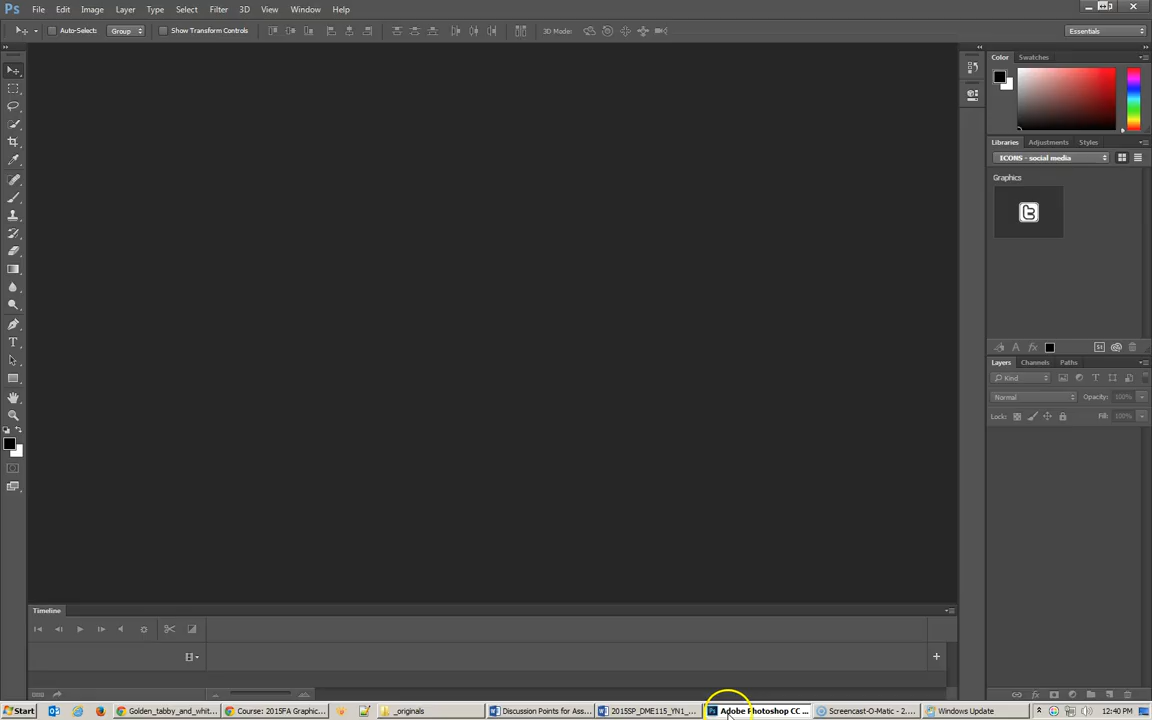 Ps File Edit Image Layer Type Select Filter 3D View Window Help
Auto-Select: Group Show Transform Controls 3D Mode: Essentials
Color Swatches
Libraries Adjustments Styles
ICONS - social media
Graphics
Layers Channels Paths
Kind
Normal Opacity: 100%
Lock: Fill: 100%
Timeline
Start Golden_tabby_and_whit... Course: 2015FA Graphic... _originals Discussion Points for Ass... 2015SP_DME115_YN1_... Adobe Photoshop CC ... Screencast-O-Matic - 2.... Windows Update 12:40 PM